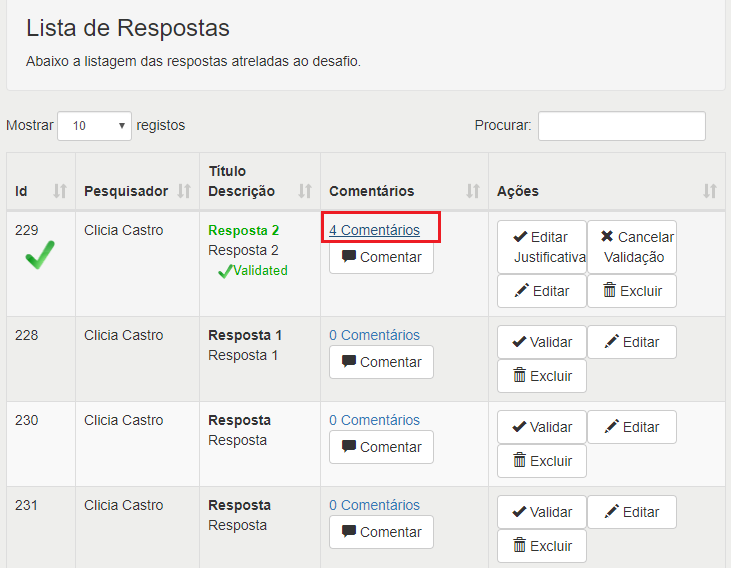 Lista de Respostas
Abaixo a listagem das respostas atreladas ao desafio.
Mostrar 10 registos Procurar:
Id Pesquisador Título Descrição Comentários Ações
229 Clicia Castro Resposta 2 4 Comentários Editar Justificativa Cancelar Validação
Resposta 2 Comentar
Validated Editar Excluir
228 Clicia Castro Resposta 1 0 Comentários Validar Editar
Resposta 1 Comentar Excluir
230 Clicia Castro Resposta 0 Comentários Validar Editar
Resposta Comentar Excluir
231 Clicia Castro Resposta 0 Comentários Validar Editar
Resposta Comentar Excluir